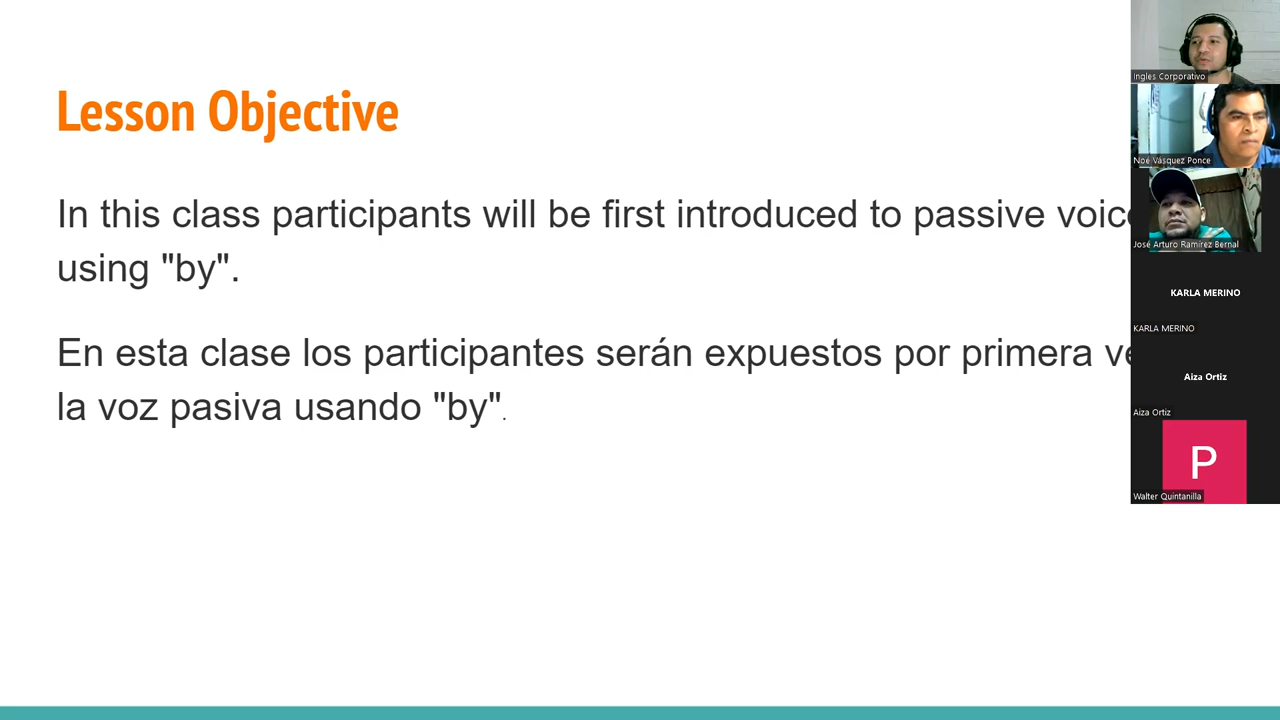 Lesson Objective
In this class participants will be first introduced to passive voice
using "by".
En esta clase los participantes serán expuestos por primera
la voz pasiva usando "by".
Ingles Corporativo
Noé Vásquez Ponce
José Arturo Ramírez Bernal
KARLA MERINO
KARLA MERINO
Aiza Ortiz
Aiza Ortiz
P
Walter Quintanilla